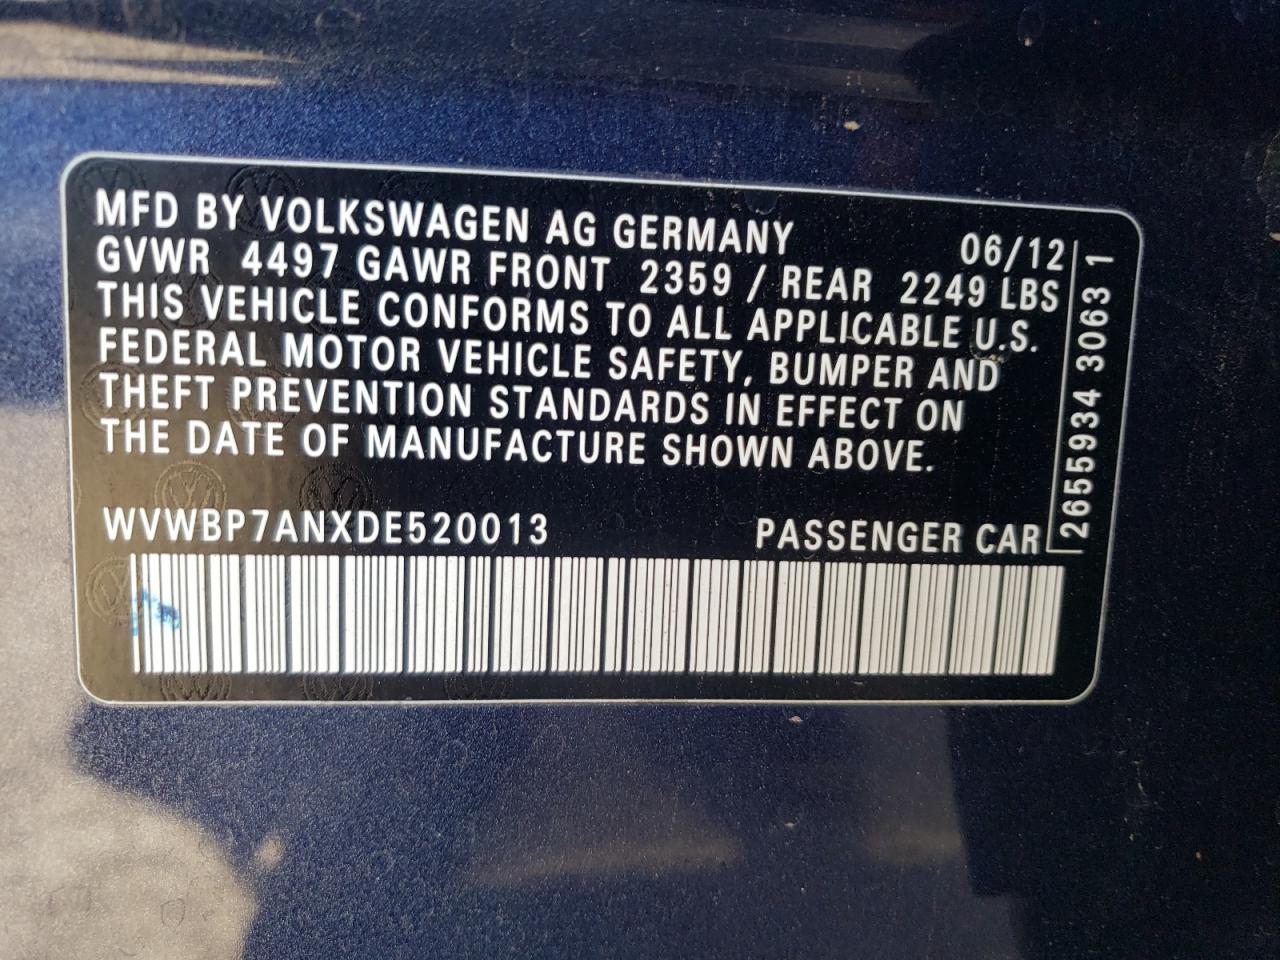 MFD BY VOLKSWAGEN AG GERMANY 06/12
GVWR 4497 GAWR FRONT 2359 / REAR 2249 LBS
THIS VEHICLE CONFORMS TO ALL APPLICABLE U.S.
FEDERAL MOTOR VEHICLE SAFETY, BUMPER AND
THEFT PREVENTION STANDARDS IN EFFECT ON
THE DATE OF MANUFACTURE SHOWN ABOVE.
WVWBP7ANXDE520013 PASSENGER CAR
2655934 3063 1